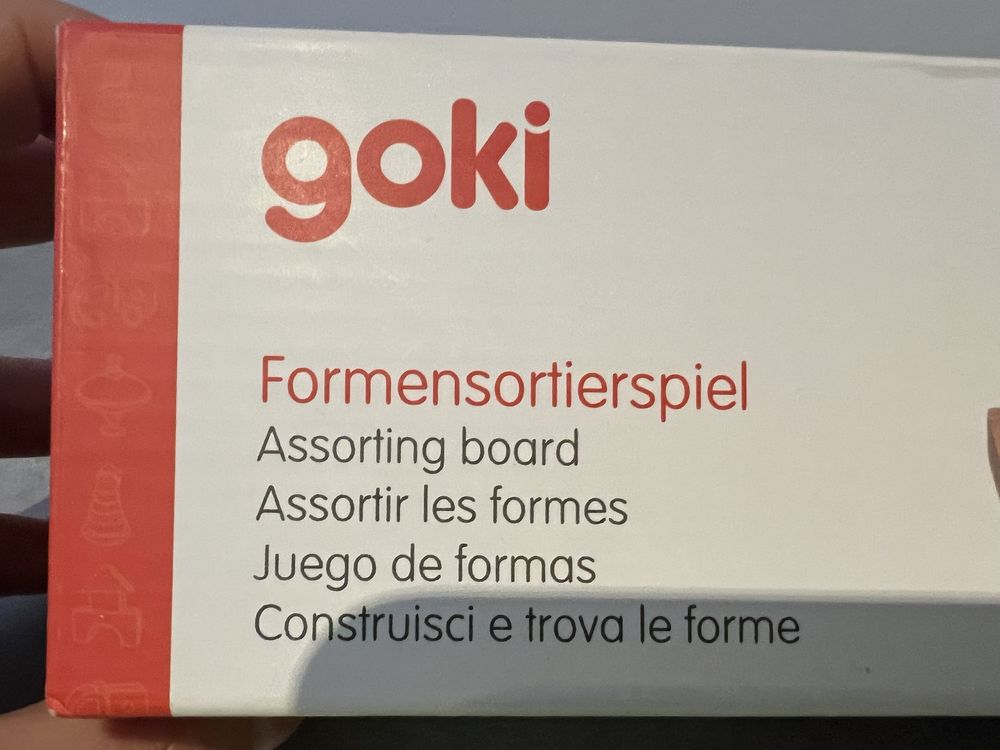 goki
Formensortierspiel
Assorting board
Assortir les formes
Juego de formas
Construisci e trova le forme